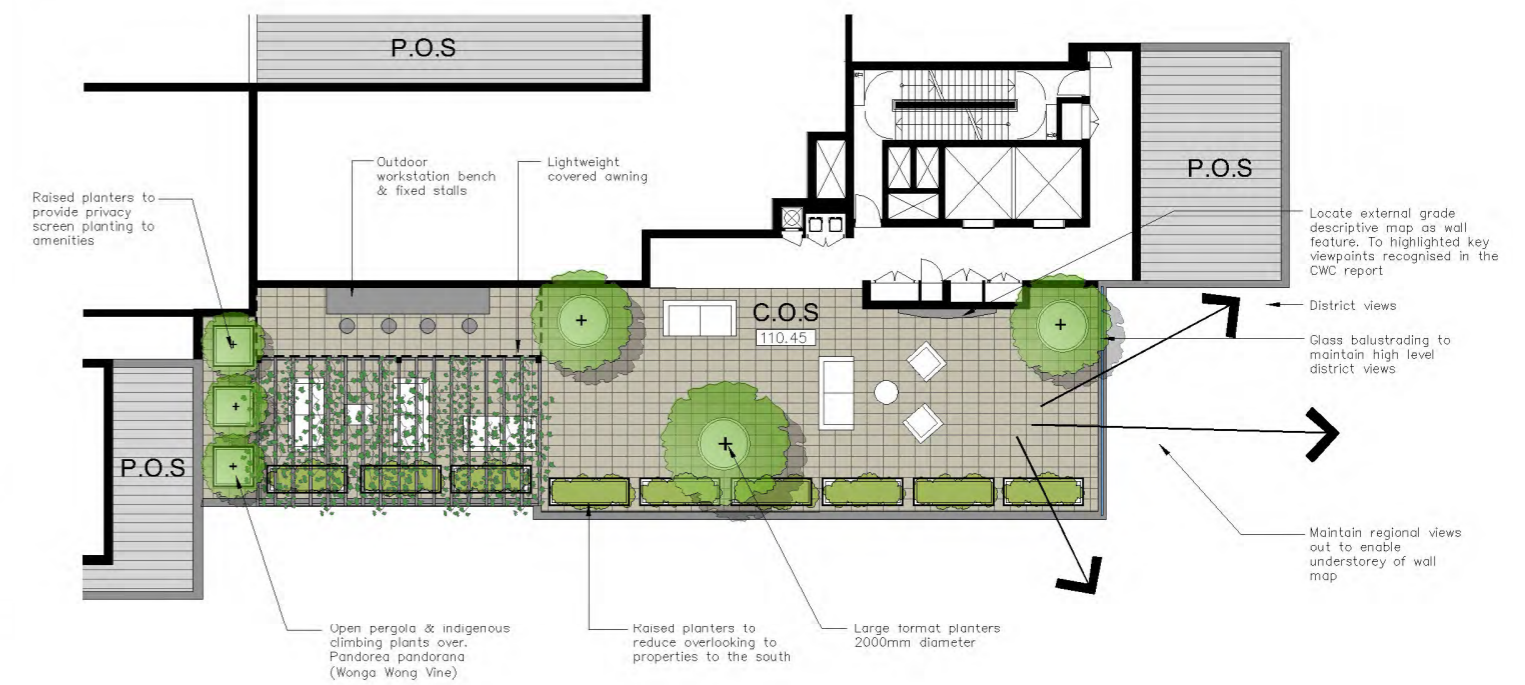 P.O.S
P.O.S
Outdoor
workstation bench
& fixed stalls
Lightweight
covered awning
Raised planters to
provide privacy
screen planting to
amenities
Locate external grade
descriptive map as wall
feature. To highlighted key
viewpoints recognised in the
CWC report
District views
C.O.S
110.45
Glass balustrading to
maintain high level
district views
P.O.S
Maintain regional views
out to enable
understorey of wall
map
Open pergola & indigenous
climbing plants over.
Pandorea pandorana
(Wonga Wong Vine)
Raised planters to
reduce overlooking to
properties to the south
Large format planters
2000mm diameter